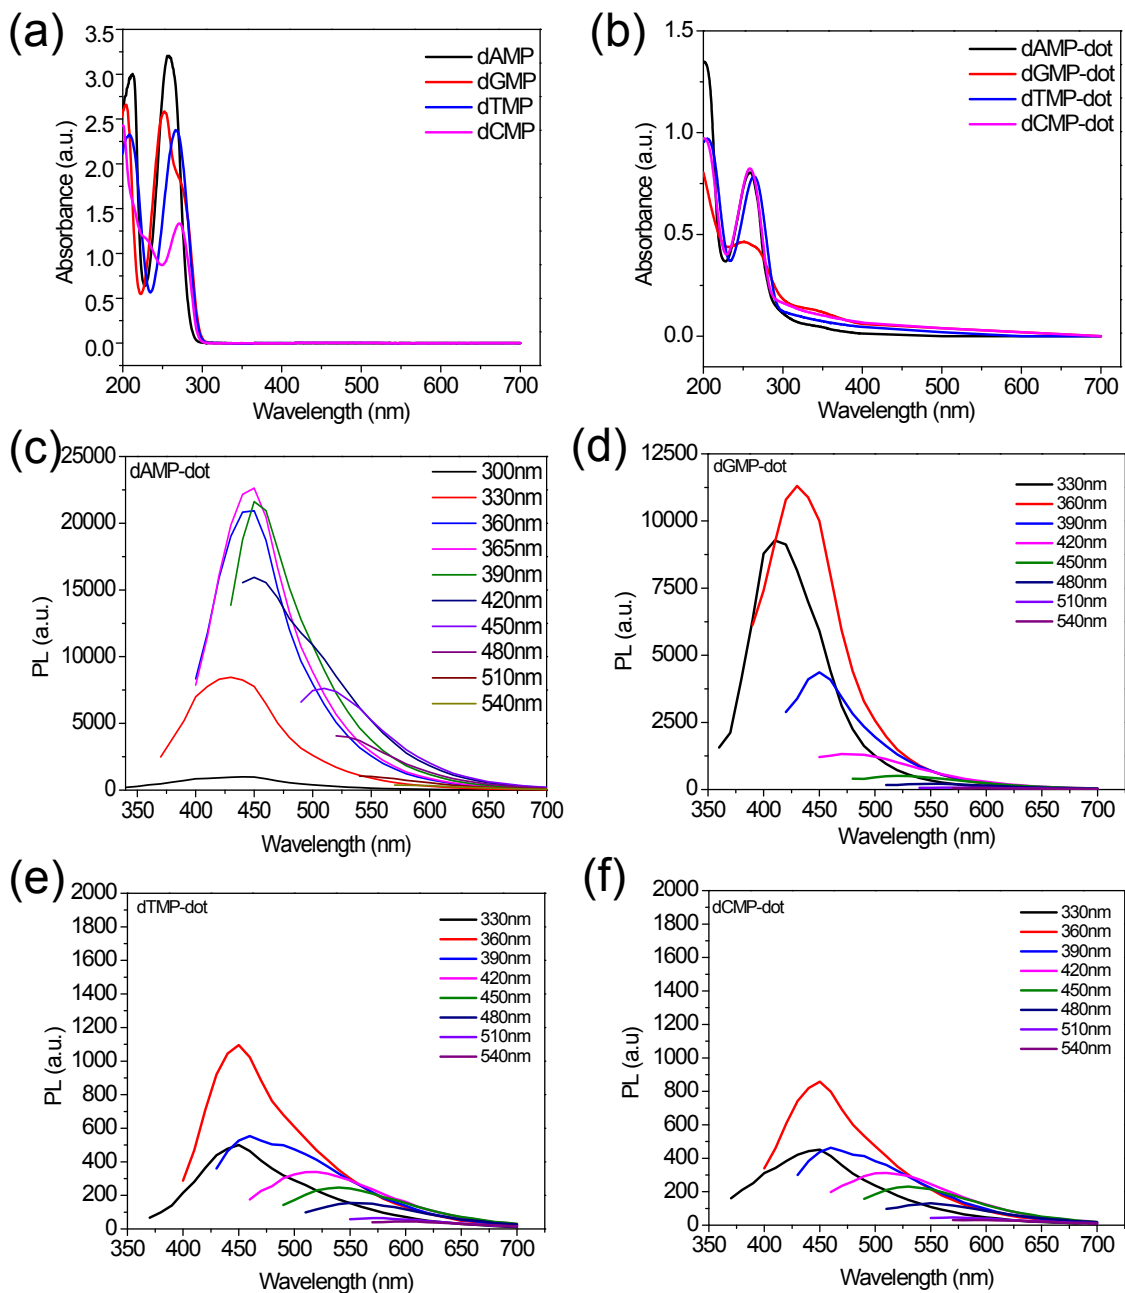 (a)
3.5
3.0
2.5
2.0
1.5
1.0
0.5
0.0
Absorbance (a.u.)
dAMP
dGMP
dTMP
dCMP
200 300 400 500 600 700
Wavelength (nm)
(b)
1.5
1.0
0.5
0.0
Absorbance (a.u.)
dAMP-dot
dGMP-dot
dTMP-dot
dCMP-dot
200 300 400 500 600 700
Wavelength (nm)
(c)
25000
20000
15000
10000
5000
0
PL (a.u.)
dAMP-dot
300nm
330nm
360nm
365nm
390nm
420nm
450nm
480nm
510nm
540nm
350 400 450 500 550 600 650 700
Wavelength (nm)
(d)
12500
10000
7500
5000
2500
0
PL (a.u.)
dGMP-dot
330nm
360nm
390nm
420nm
450nm
480nm
510nm
540nm
350 400 450 500 550 600 650 700
Wavelength (nm)
(e)
2000
1800
1600
1400
1200
1000
800
600
400
200
0
PL (a.u.)
dTMP-dot
330nm
360nm
390nm
420nm
450nm
480nm
510nm
540nm
350 400 450 500 550 600 650 700
Wavelength (nm)
(f)
2000
1800
1600
1400
1200
1000
800
600
400
200
0
PL (a.u)
dCMP-dot
330nm
360nm
390nm
420nm
450nm
480nm
510nm
540nm
350 400 450 500 550 600 650 700
Wavelength (nm)